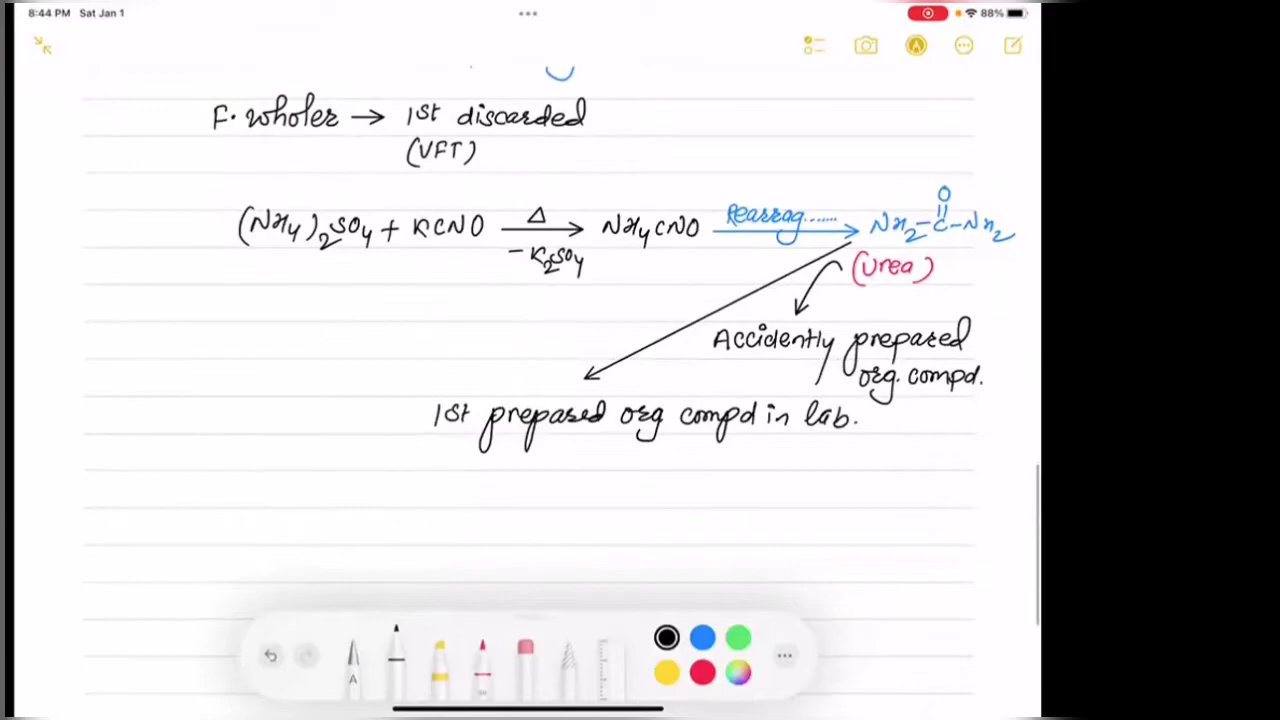 8:44 PM Sat Jan 1
88%
F. wholer → 1st discarded
(VFT)
(NH4)2SO4 + KCNO Δ → NH4CNO Rearrag...... → NH2-C-NH2
- K2SO4
O
(Urea)
Accidently prepared
org. compd.
1st prepared org compd in lab.
A
50